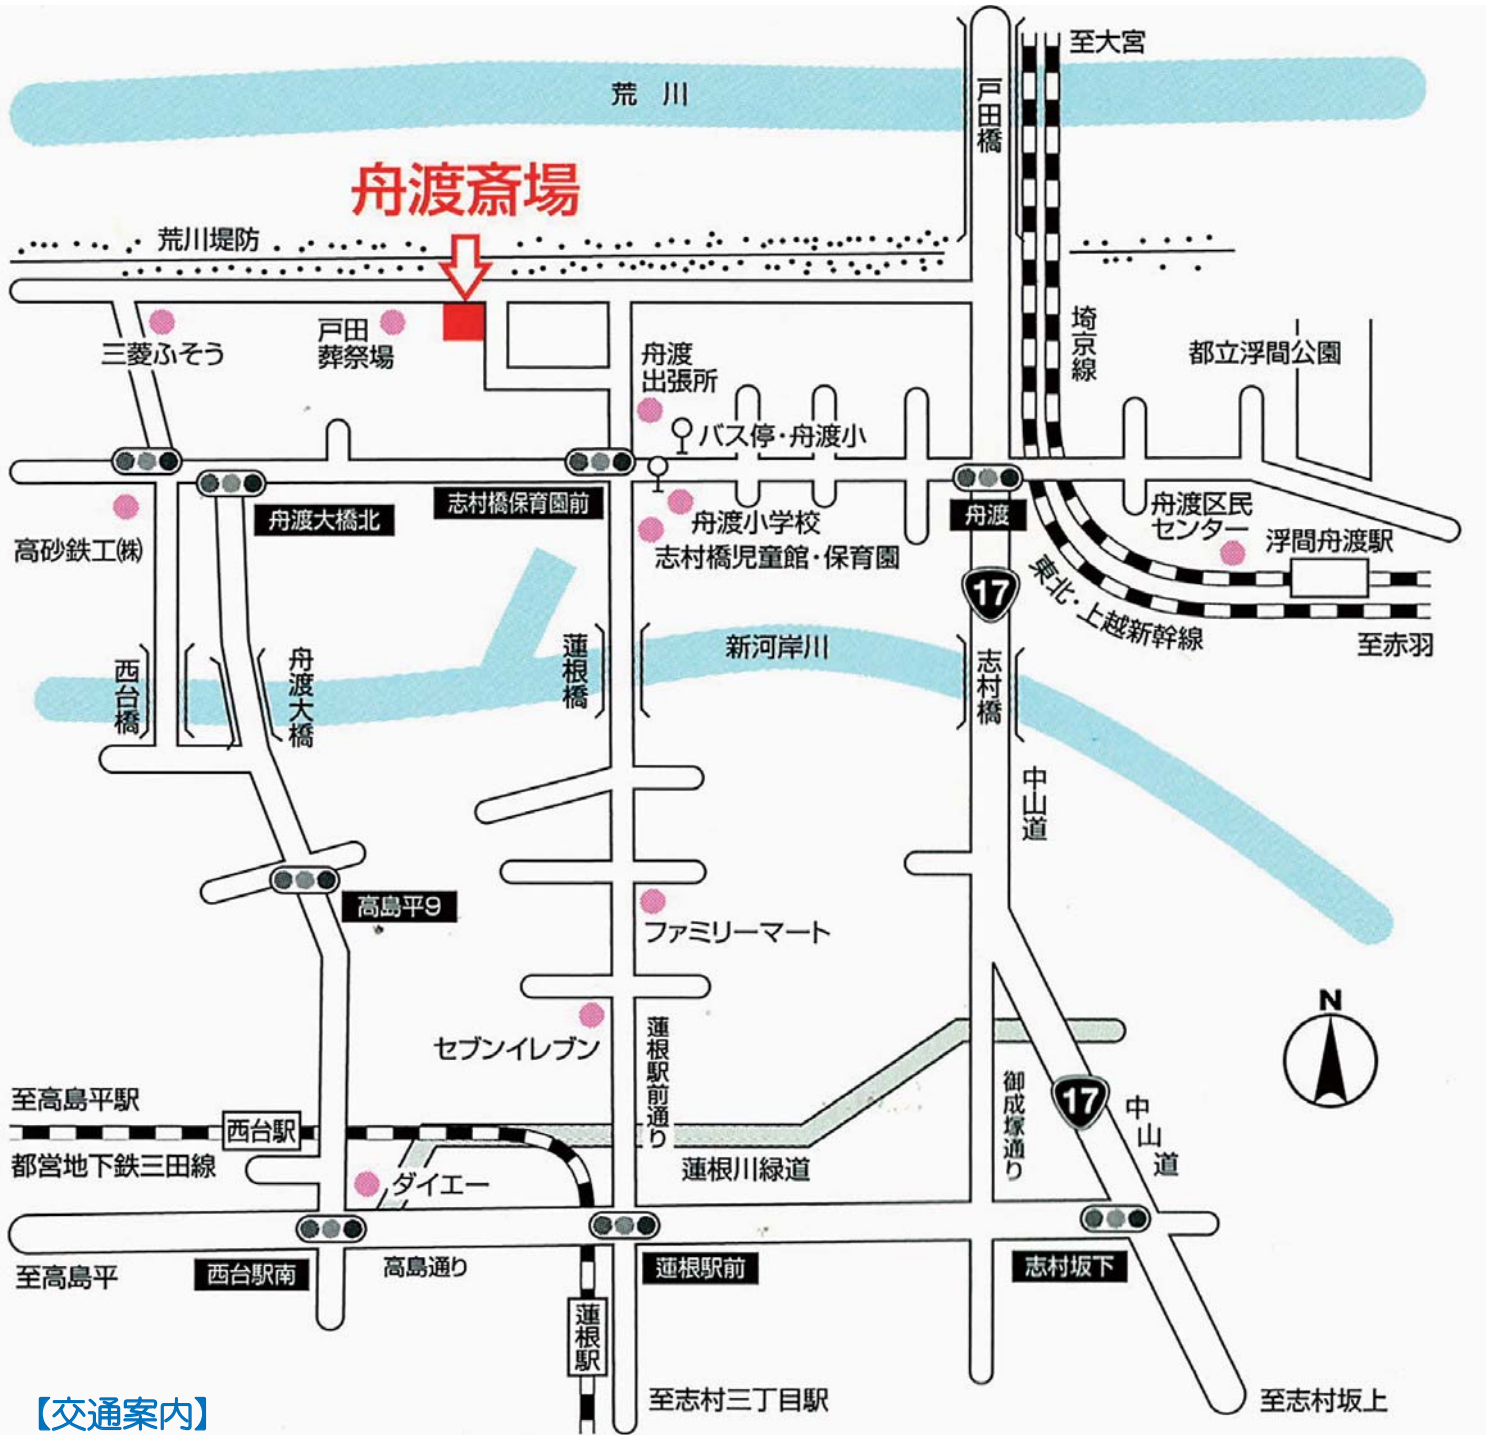 至大宮
荒川
戸田橋
舟渡斎場
荒川堤防
三菱ふそう
戸田
葬祭場
舟渡
出張所
埼京線
都立浮間公園
バス停・舟渡小
志村橋保育園前
舟渡大橋北
高砂鉄工㈱
舟渡小学校
志村橋児童館・保育園
舟渡
舟渡区民
センター
浮間舟渡駅
17
東北・上越新幹線
至赤羽
西台橋
舟渡大橋
蓮根橋
新河岸川
志村橋
中山道
高島平9
ファミリーマート
セブンイレブン
蓮根駅前通り
N
御成塚通り
17
中山道
至高島平駅
西台駅
都営地下鉄三田線
ダイエー
蓮根川緑道
至高島平
西台駅南
高島通り
蓮根駅前
志村坂下
蓮根駅
至志村三丁目駅
至志村坂上
【交通案内】